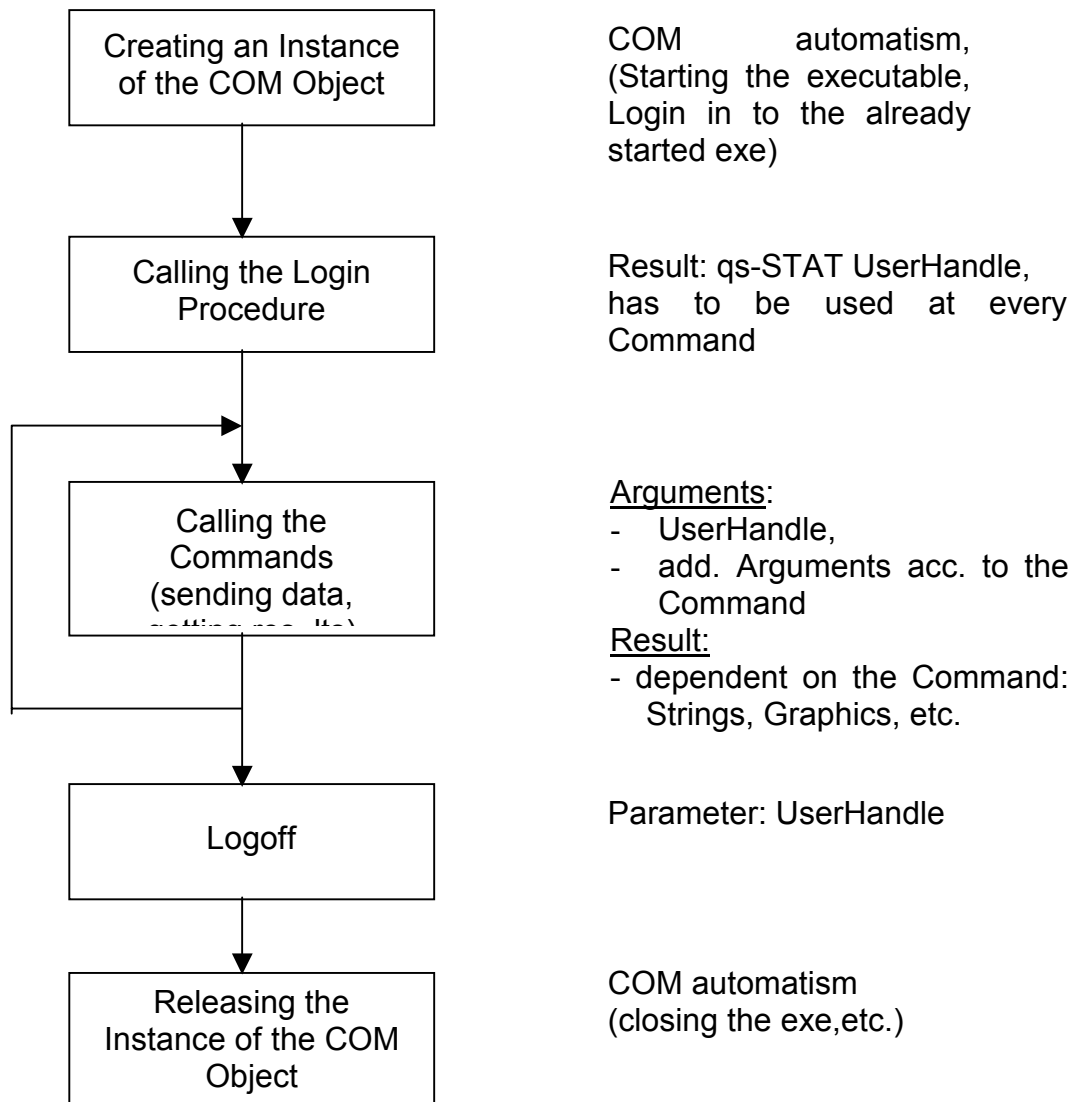 Creating an Instance
of the COM Object
COM automatism,
(Starting the executable,
Login in to the already
started exe)
Calling the Login
Procedure
Result: qs-STAT UserHandle,
has to be used at every
Command
Calling the
Commands
(sending data,
Arguments:
- UserHandle,
- add. Arguments acc. to the
Command
Result:
- dependent on the Command:
Strings, Graphics, etc.
Logoff
Parameter: UserHandle
Releasing the
Instance of the COM
Object
COM automatism
(closing the exe,etc.)